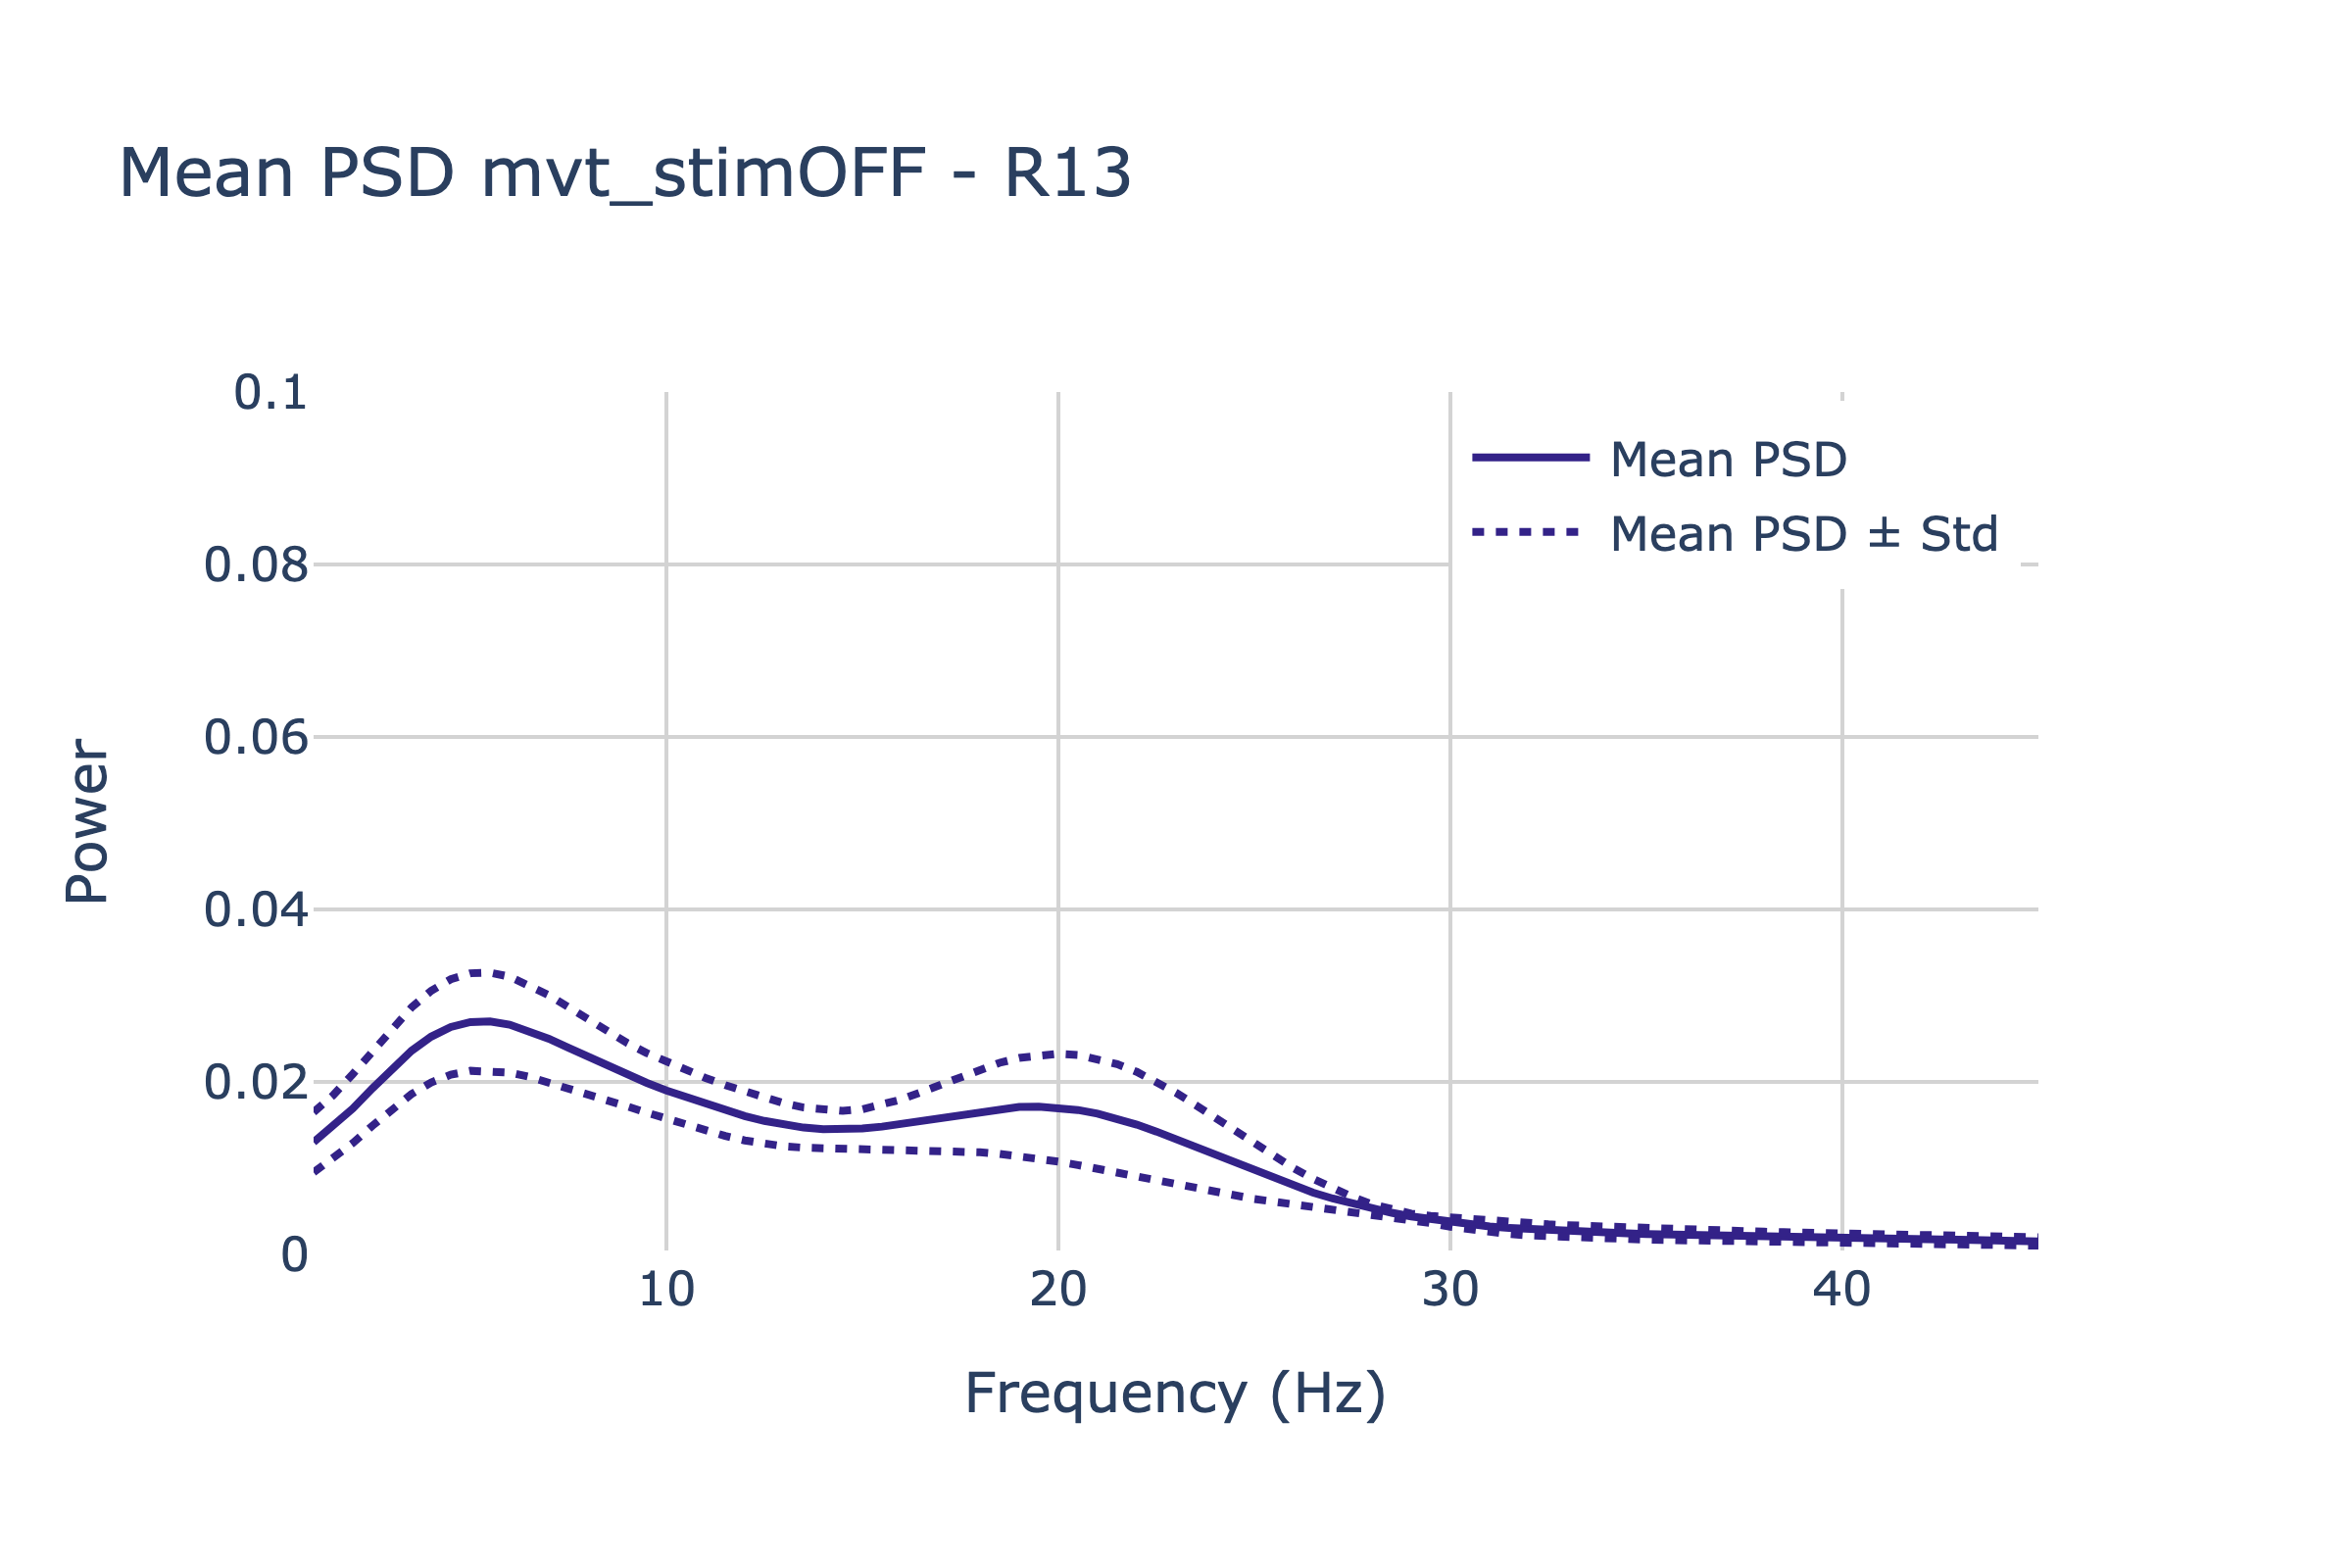 Mean PSD mvt_stimOFF - R13
0.1
0.08
0.06
0.04
0.02
0
Power
Mean PSD
Mean PSD ± Std
10 20 30 40
Frequency (Hz)